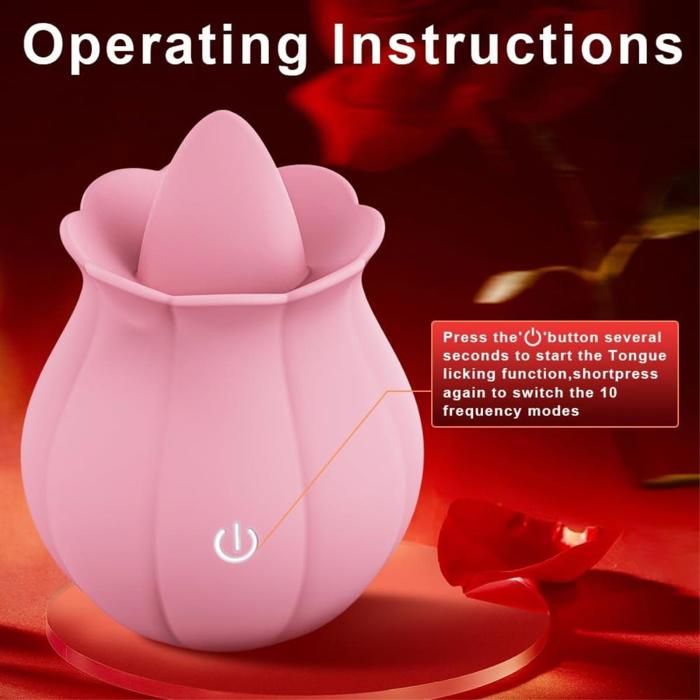 Operating Instructions
Press the'⏻'button several
seconds to start the Tongue
licking function,shortpress
again to switch the 10
frequency modes